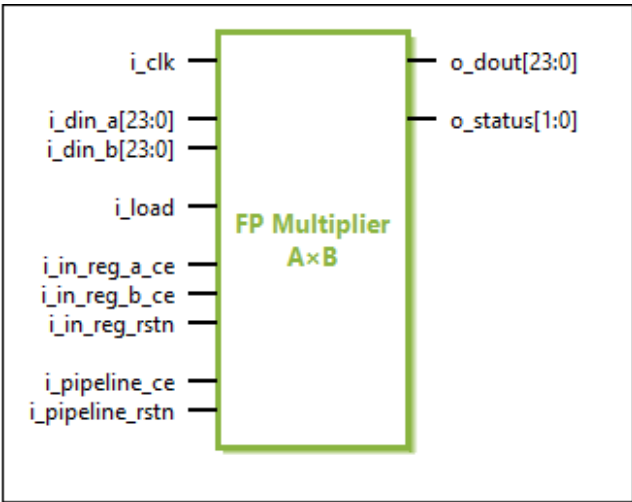 i_clk
o_dout[23:0]
i_din_a[23:0]
o_status[1:0]
i_din_b[23:0]
i_load
FP Multiplier
A×B
i_in_reg_a_ce
i_in_reg_b_ce
i_in_reg_rstn
i_pipeline_ce
i_pipeline_rstn